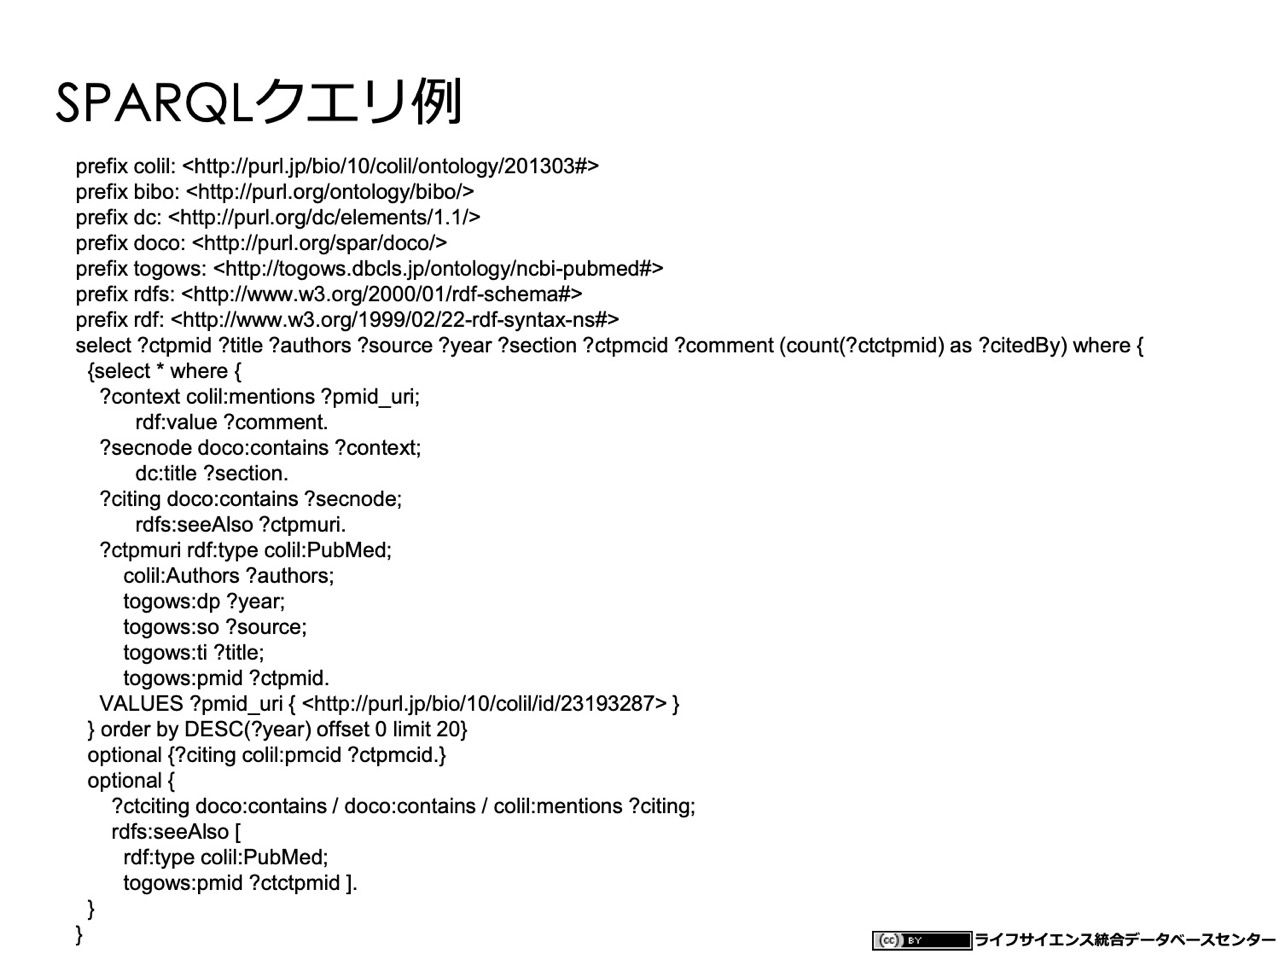 SPARQLクエリ例
prefix colil: <http://purl.jp/bio/10/colil/ontology/201303#>
prefix bibo: <http://purl.org/ontology/bibo/>
prefix dc: <http://purl.org/dc/elements/1.1/>
prefix doco: <http://purl.org/spar/doco/>
prefix togows: <http://togows.dbcls.jp/ontology/ncbi-pubmed#>
prefix rdfs: <http://www.w3.org/2000/01/rdf-schema#>
prefix rdf: <http://www.w3.org/1999/02/22-rdf-syntax-ns#>
select ?ctpmid ?title ?authors ?source ?year ?section ?ctpmcid ?comment (count(?ctctpmid) as ?citedBy) where {
{select * where {
?context colil:mentions ?pmid_uri;
rdf:value ?comment.
?secnode doco:contains ?context;
dc:title ?section.
?citing doco:contains ?secnode;
rdfs:seeAlso ?ctpmuri.
?ctpmuri rdf:type colil:PubMed;
colil:Authors ?authors;
togows:dp ?year;
togows:so ?source;
togows:ti ?title;
togows:pmid ?ctpmid.
VALUES ?pmid_uri { <http://purl.jp/bio/10/colil/id/23193287> }
} order by DESC(?year) offset 0 limit 20}
optional {?citing colil:pmcid ?ctpmcid.}
optional {
?ctciting doco:contains / doco:contains / colil:mentions ?citing;
rdfs:seeAlso [
rdf:type colil:PubMed;
togows:pmid ?ctctpmid ].
}
}
(cc) BY ライフサイエンス統合データベースセンター